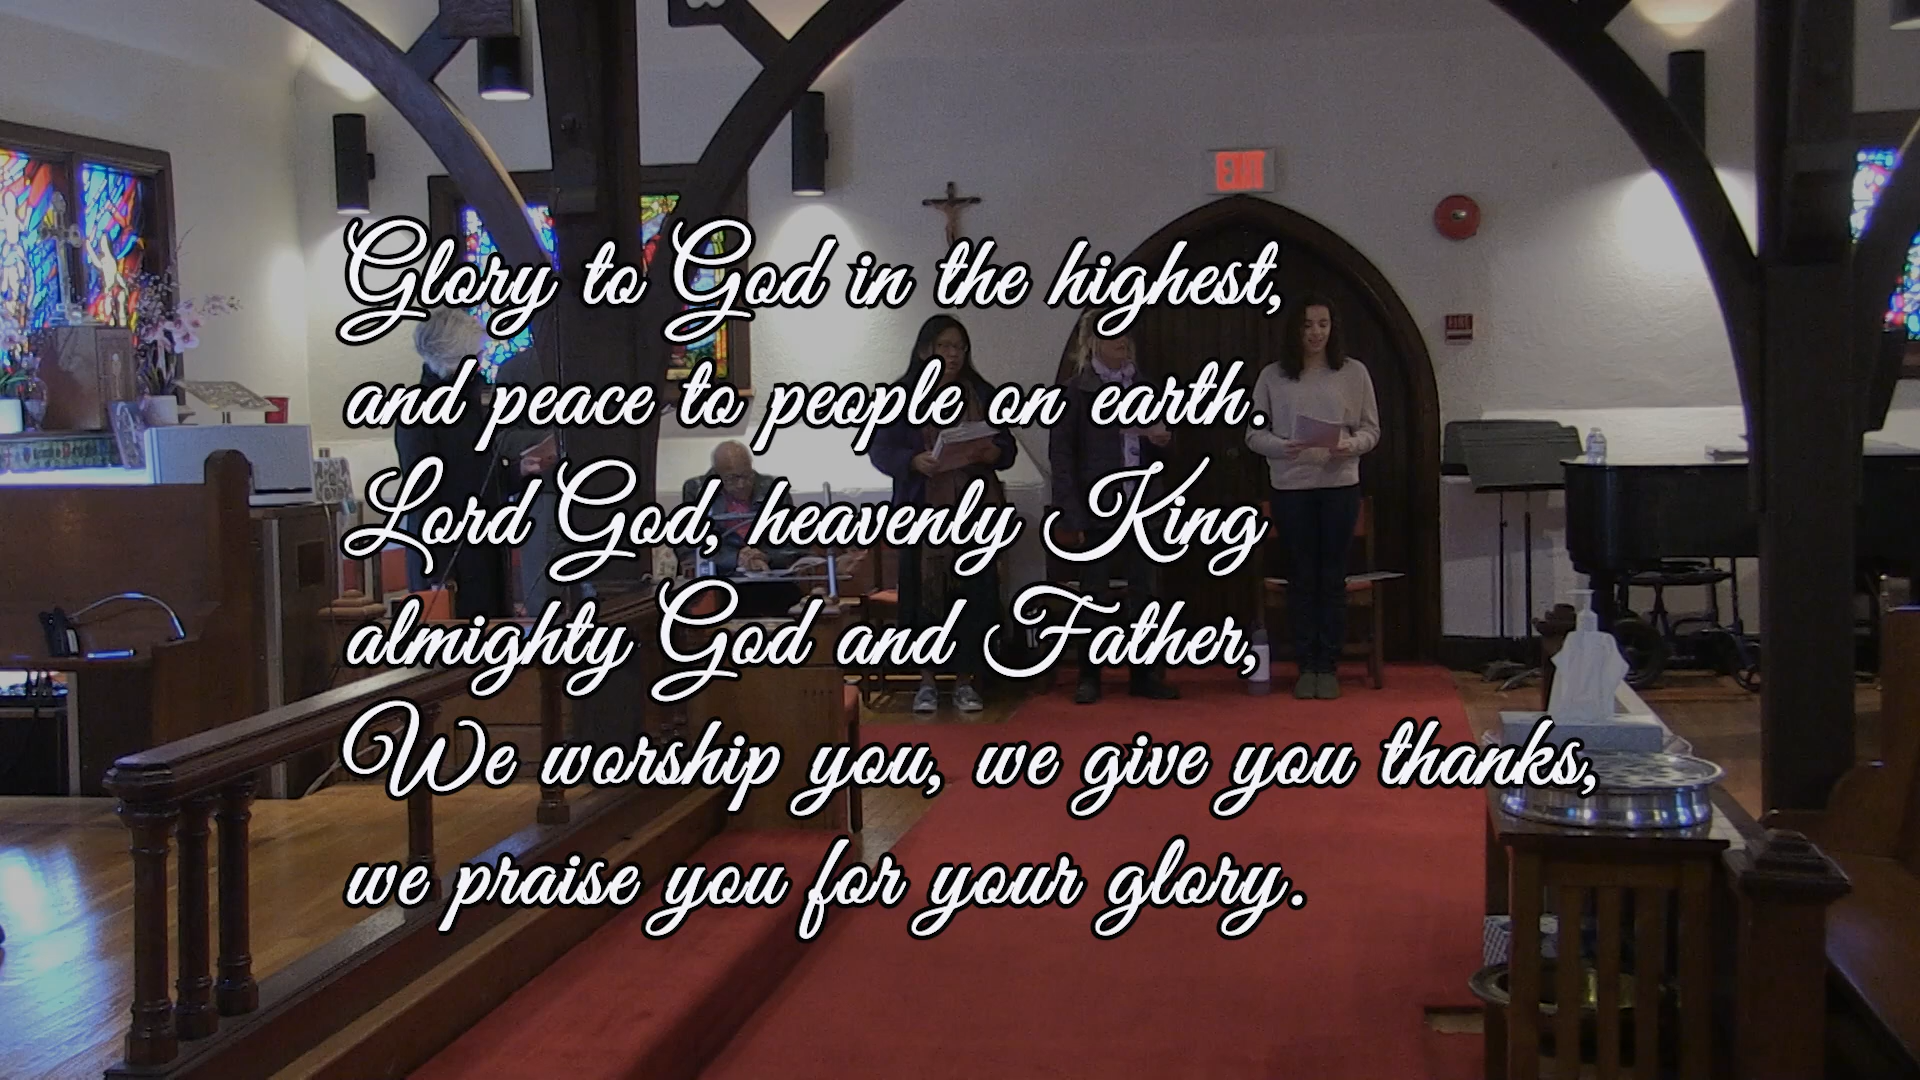 EXIT
Glory to God in the highest,
and peace to people on earth.
Lord God, heavenly King
almighty God and Father,
We worship you, we give you thanks,
we praise you for your glory.